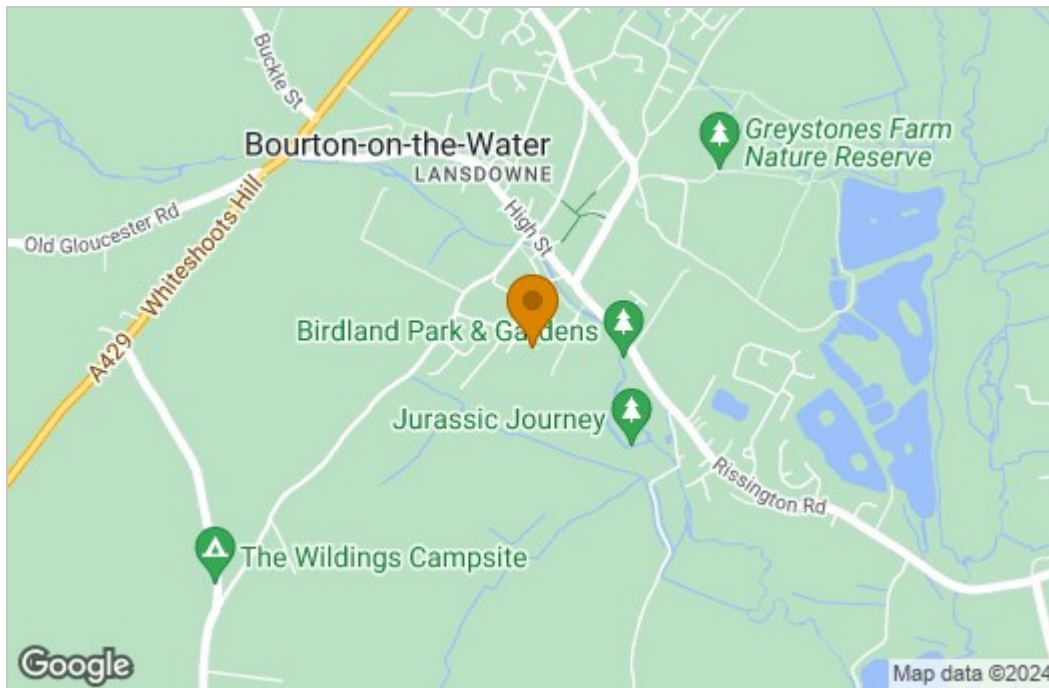 Buckle St
Bourton-on-the-Water
LANSDOWNE
Greystones Farm
Nature Reserve
Old Gloucester Rd
Whiteshoots Hill
A429
High St
Birdland Park & Gardens
Jurassic Journey
Rissington Rd
The Wildings Campsite
Google
Map data ©2024